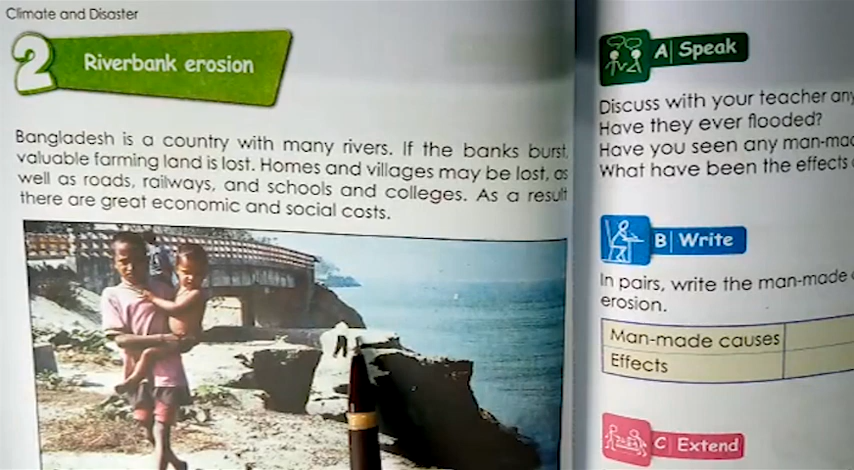 Climate and Disaster
2
Riverbank erosion
Bangladesh is a country with many rivers. If the banks burst,
valuable farming land is lost. Homes and villages may be lost, as
well as roads, railways, and schools and colleges. As a result
there are great economic and social costs.
A| Speak
Discuss with your teacher any
Have they ever flooded?
Have you seen any man-mad
What have been the effects
B| Write
In pairs, write the man-made
erosion.
Man-made causes
Effects
C| Extend